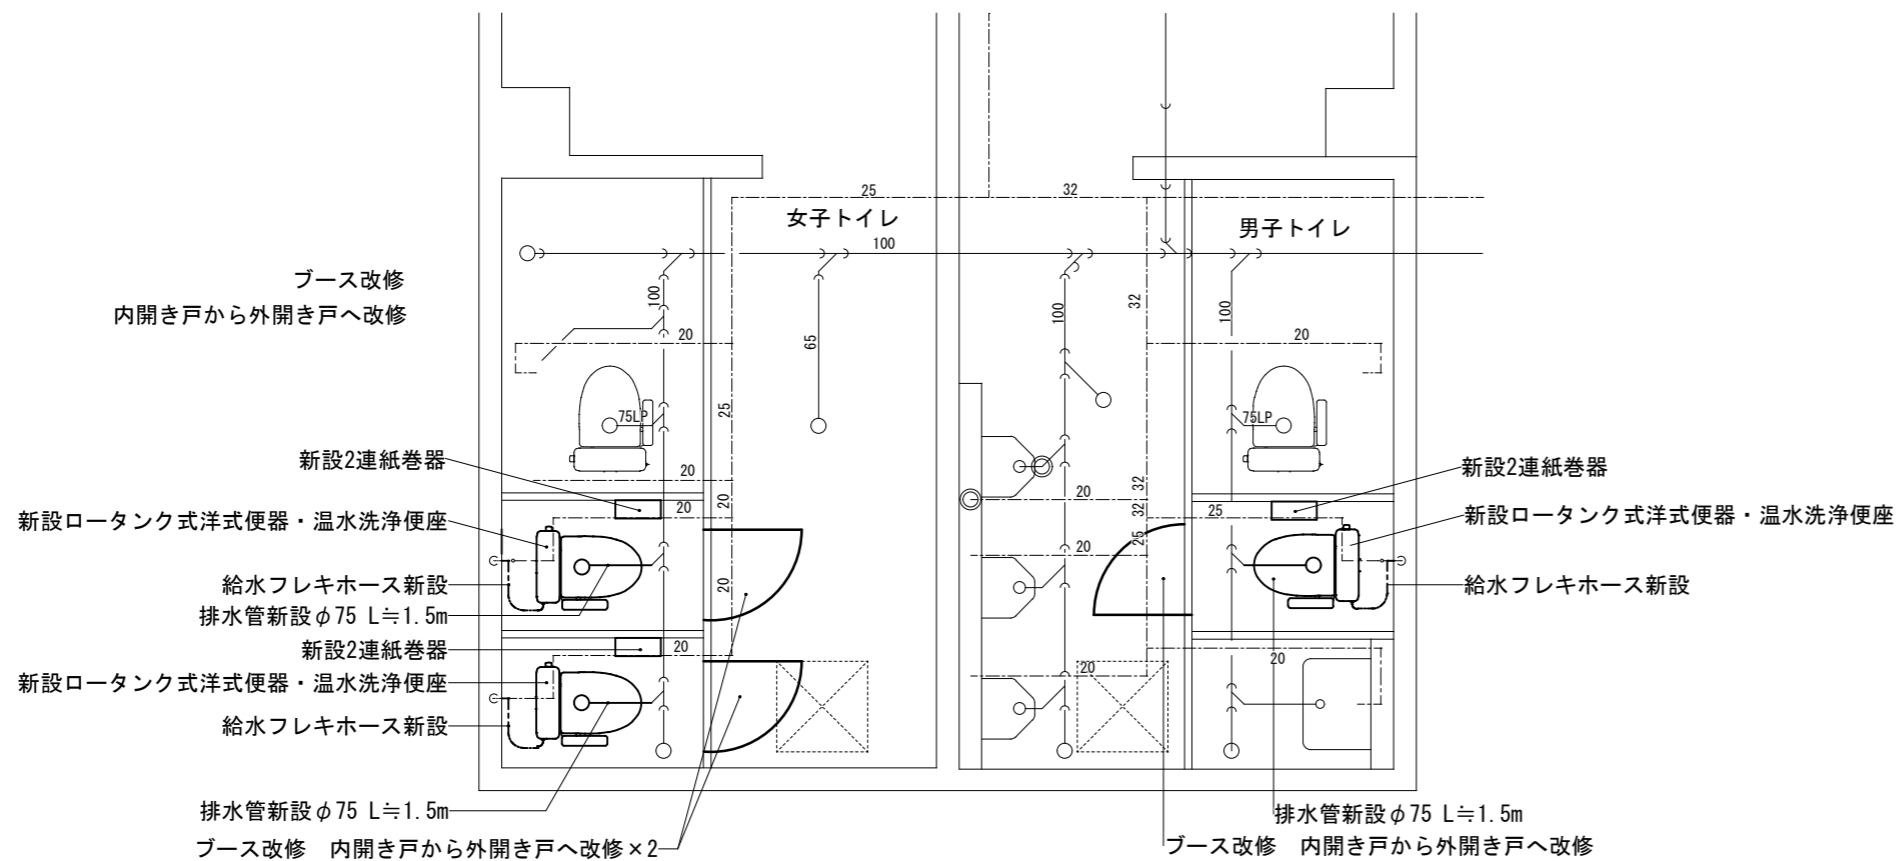 25
32
女子トイレ
男子トイレ
100
ブース改修
内開き戸から外開き戸へ改修
100
100
32
100
20
65
20
75LP
25
75LP
新設2連紙巻器
新設2連紙巻器
20
20
20
20
32
32
25
新設ロータンク式洋式便器・温水洗浄便座
新設ロータンク式洋式便器・温水洗浄便座
25
20
給水フレキホース新設
20
給水フレキホース新設
排水管新設φ75 L≒1.5m
新設2連紙巻器
20
20
20
新設ロータンク式洋式便器・温水洗浄便座
給水フレキホース新設
排水管新設φ75 L≒1.5m
排水管新設φ75 L≒1.5m
ブース改修　内開き戸から外開き戸へ改修×2
ブース改修　内開き戸から外開き戸へ改修